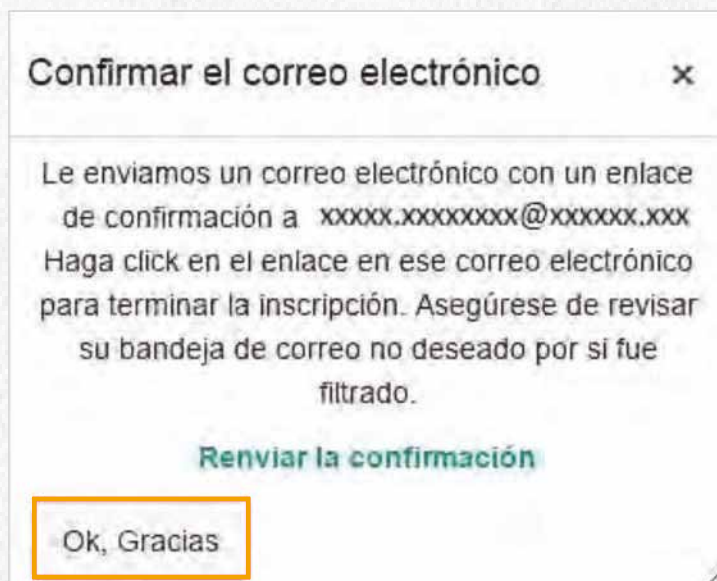 Confirmar el correo electrónico ×
Le enviamos un correo electrónico con un enlace
de confirmación a xxxxx.xxxxxxxx@xxxxxx.xxx
Haga click en el enlace en ese correo electrónico
para terminar la inscripción. Asegúrese de revisar
su bandeja de correo no deseado por si fue
filtrado.
Renviar la confirmación
Ok, Gracias